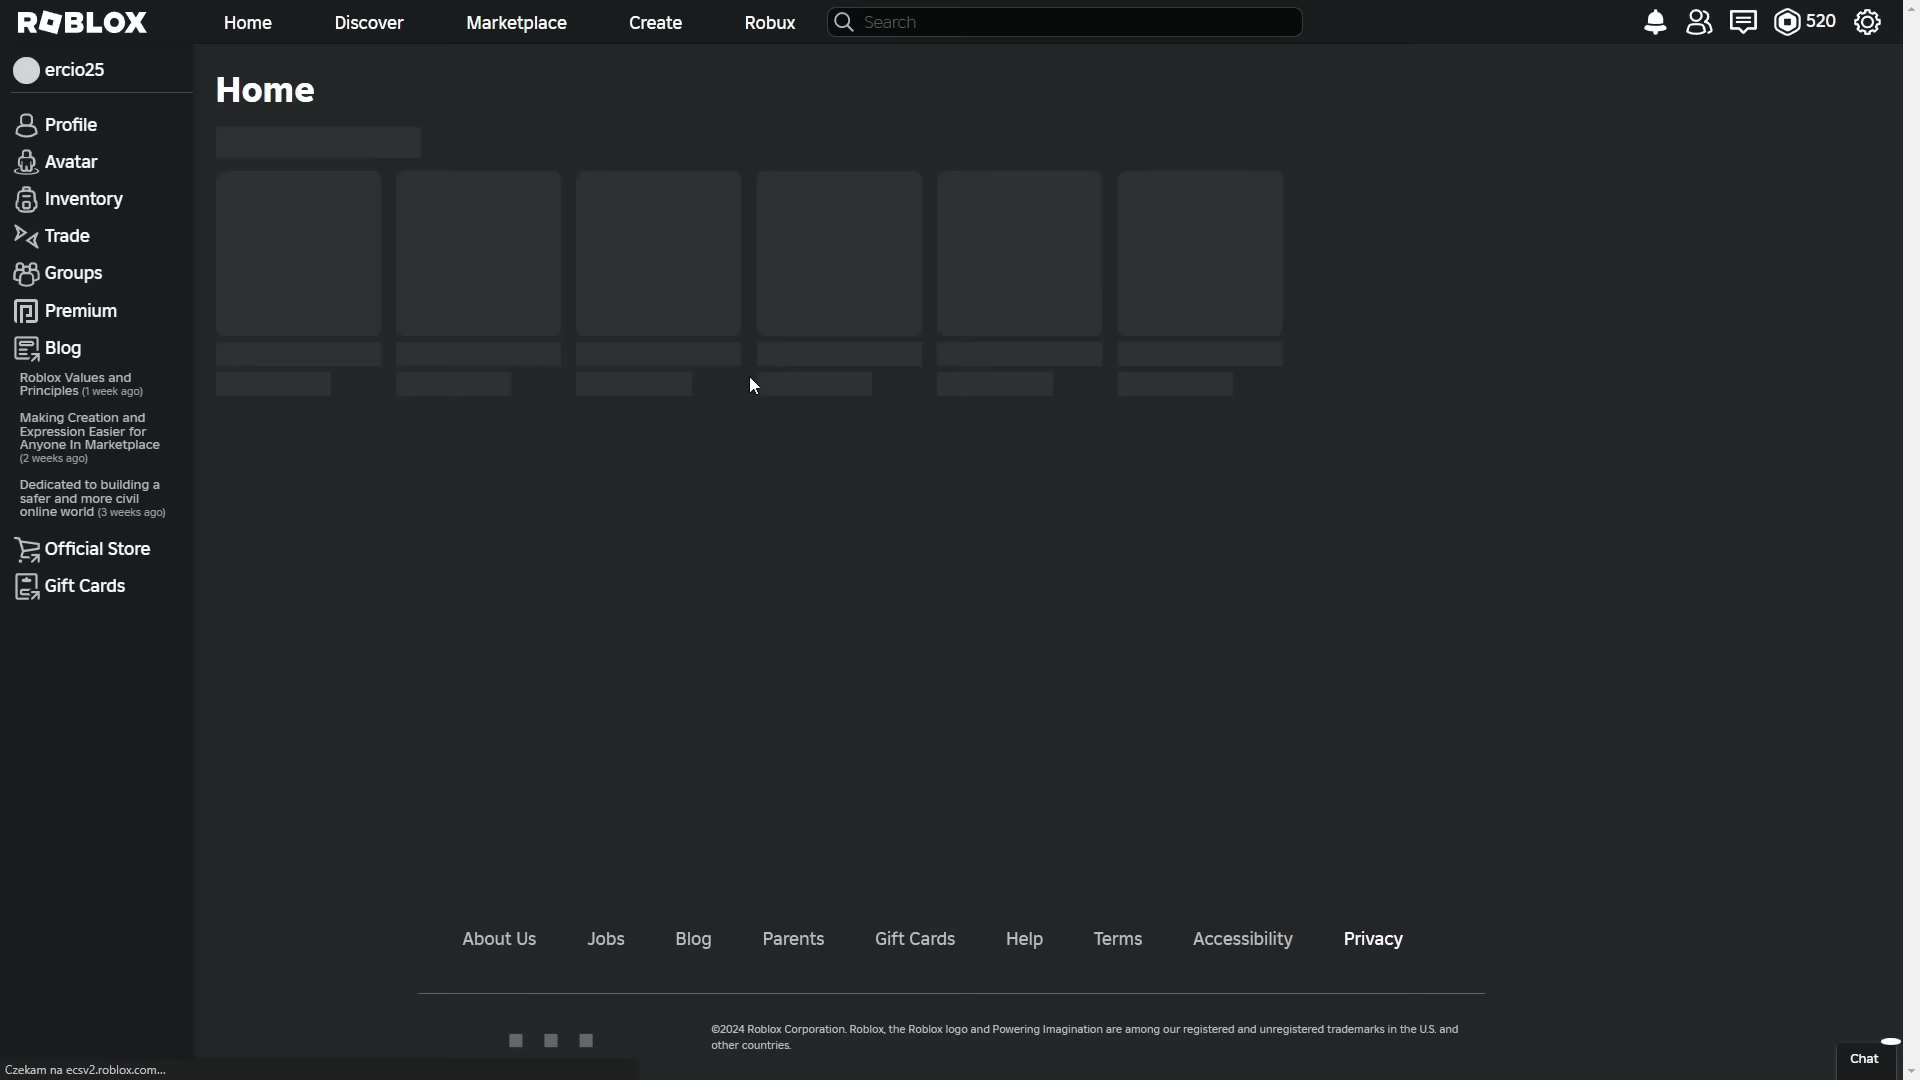 ROBLOX
Home
Discover
Marketplace
Create
Robux
Search
520
ercio25
Profile
Avatar
Inventory
Trade
Groups
Premium
Blog
Roblox Values and
Principles (1 week ago)
Making Creation and
Expression Easier for
Anyone In Marketplace
(2 weeks ago)
Dedicated to building a
safer and more civil
online world (3 weeks ago)
Official Store
Gift Cards
Home
About Us
Jobs
Blog
Parents
Gift Cards
Help
Terms
Accessibility
Privacy
©2024 Roblox Corporation. Roblox, the Roblox logo and Powering Imagination are among our registered and unregistered trademarks in the U.S. and
other countries.
Chat
Czekam na ecsv2.roblox.com...